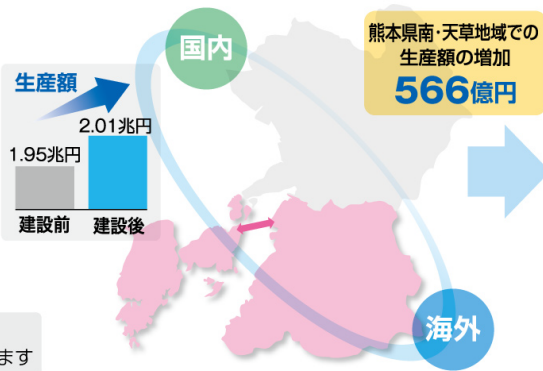 国内
熊本県南・天草地域での
生産額の増加
566億円
生産額
2.01兆円
1.95兆円
建設前
建設後
海外
ます